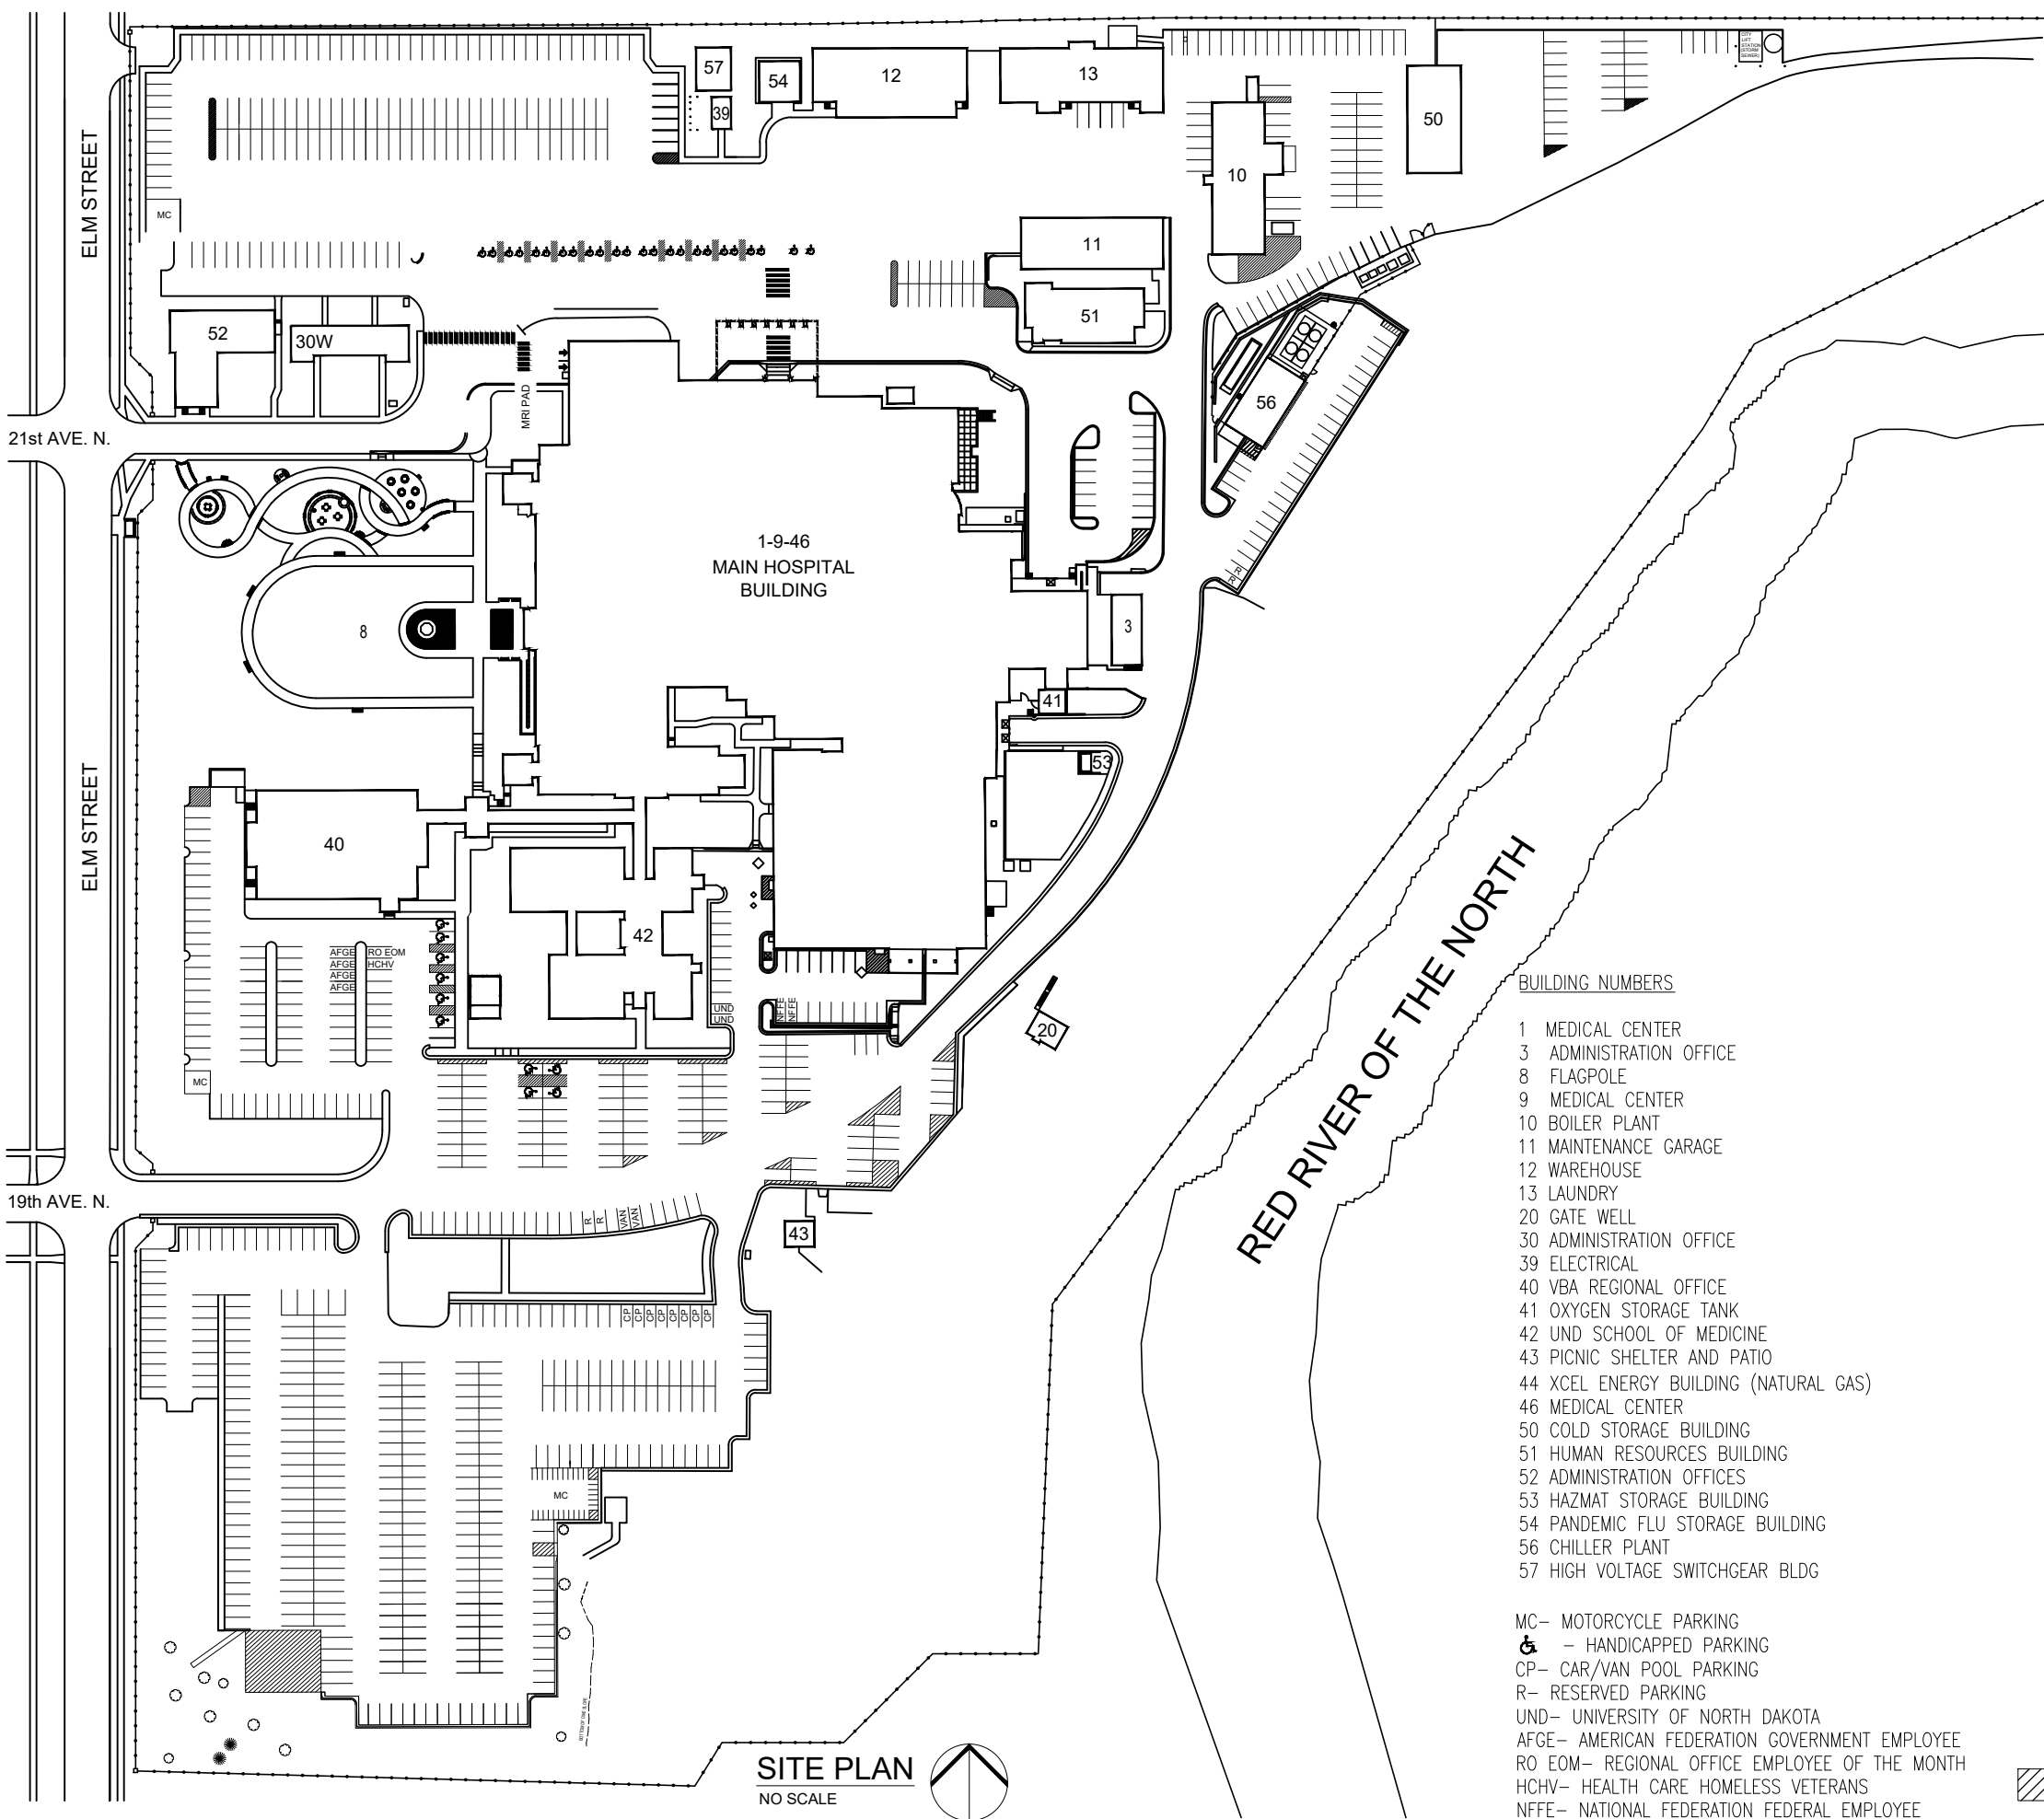 CITY
LIFT
STATION
(STORM
SEWER)
57
54
12
13
39
50
10
ELM STREET
MC
11
51
52
30W
MRI PAD
56
21st AVE. N.
1-9-46
MAIN HOSPITAL
BUILDING
R
R
8
3
41
53
ELM STREET
40
42
AFGE RO EOM
AFGE HCHV
AFGE
AFGE
UND
UND
NFFE
NFFE
20
MC
RED RIVER OF THE NORTH
19th AVE. N.
R
R
VAN
VAN
43
CP
CP
CP
CP
CP
CP
CP
CP
MC
SITE PLAN
NO SCALE
BUILDING NUMBERS
1 MEDICAL CENTER
3 ADMINISTRATION OFFICE
8 FLAGPOLE
9 MEDICAL CENTER
10 BOILER PLANT
11 MAINTENANCE GARAGE
12 WAREHOUSE
13 LAUNDRY
20 GATE WELL
30 ADMINISTRATION OFFICE
39 ELECTRICAL
40 VBA REGIONAL OFFICE
41 OXYGEN STORAGE TANK
42 UND SCHOOL OF MEDICINE
43 PICNIC SHELTER AND PATIO
44 XCEL ENERGY BUILDING (NATURAL GAS)
46 MEDICAL CENTER
50 COLD STORAGE BUILDING
51 HUMAN RESOURCES BUILDING
52 ADMINISTRATION OFFICES
53 HAZMAT STORAGE BUILDING
54 PANDEMIC FLU STORAGE BUILDING
56 CHILLER PLANT
57 HIGH VOLTAGE SWITCHGEAR BLDG
MC- MOTORCYCLE PARKING
- HANDICAPPED PARKING
CP- CAR/VAN POOL PARKING
R- RESERVED PARKING
UND- UNIVERSITY OF NORTH DAKOTA
AFGE- AMERICAN FEDERATION GOVERNMENT EMPLOYEE
RO EOM- REGIONAL OFFICE EMPLOYEE OF THE MONTH
HCHV- HEALTH CARE HOMELESS VETERANS
NFFE- NATIONAL FEDERATION FEDERAL EMPLOYEE